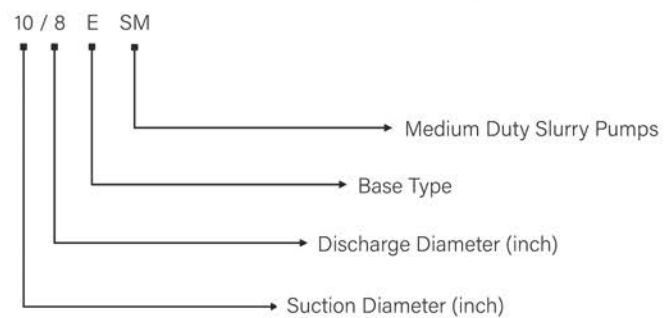 10 / 8 E SM
Medium Duty Slurry Pumps
Base Type
Discharge Diameter (inch)
Suction Diameter (inch)